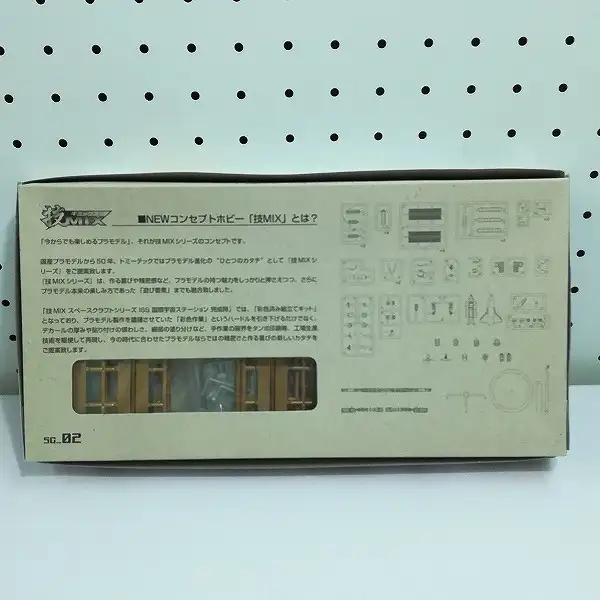 技MIX
■NEWコンセプトホビー「技MIX」とは?
「今からでも楽しめるプラモデル」、それが技MIXシリーズのコンセプトです。
国産プラモデルから50年、トミーテックではプラモデル進化の“ひとつのカタチ”として「技MIXシ
リーズ」をご提案致します。
「技MIXシリーズ」は、作る喜びや精密感など、プラモデルの持つ魅力をしっかりと押さえつつ、さらに
プラモデル本来の楽しみ方であった「遊び要素」までも融合致しました。
「技MIX スペースクラフトシリーズ ISS 国際宇宙ステーション 完成時」では、「彩色済み組立てキット」
となっており、プラモデル製作を躊躇させていた「彩色作業」というハードルを引き下げるだけでなく、
デカールの厚みや貼り付けの煩わしさ、細部の塗り分けなど、手作業の限界をタンポ印刷等、工場生産
技術を駆使して再現し、今の時代に合わせたプラモデルならではの精密さと作る喜びの新しいカタチを
ご提案致します。
SG_02